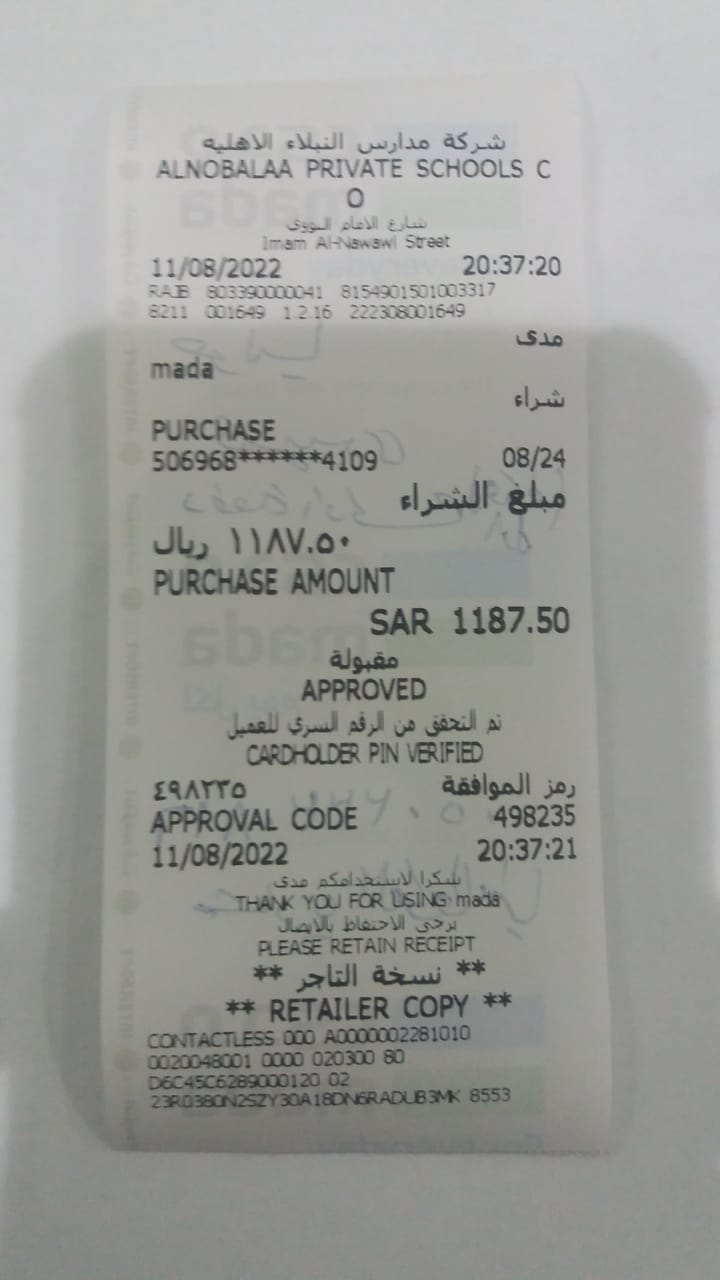 شركة مدارس النبلاء الاهليه
ALNOBALAA PRIVATE SCHOOLS C
O
شارع الامام النووي
Imam Al-Nawawi Street
11/08/2022 20:37:20
RAJB 803390000041 8154901501003317
8211 001649 1.2.16 222308001649
مدى
mada
شراء
PURCHASE
506968******4109 08/24
مبلغ الشراء
١١٨٧.٥٠ ريال
PURCHASE AMOUNT
SAR 1187.50
مقبولة
APPROVED
تم التحقق من الرقم السري للعميل
CARDHOLDER PIN VERIFIED
رمز الموافقة ٤٩٨٢٣٥
APPROVAL CODE 498235
11/08/2022 20:37:21
شكرا لاستخدامكم مدى
THANK YOU FOR USING mada
يرجى الاحتفاظ بالايصال
PLEASE RETAIN RECEIPT
** نسخة التاجر **
** RETAILER COPY **
CONTACTLESS 000 A0000002281010
0020048001 0000 020300 80
D6C45C6289000120 02
23R0380N2SZY30A18DN6RADUB3MK 8553